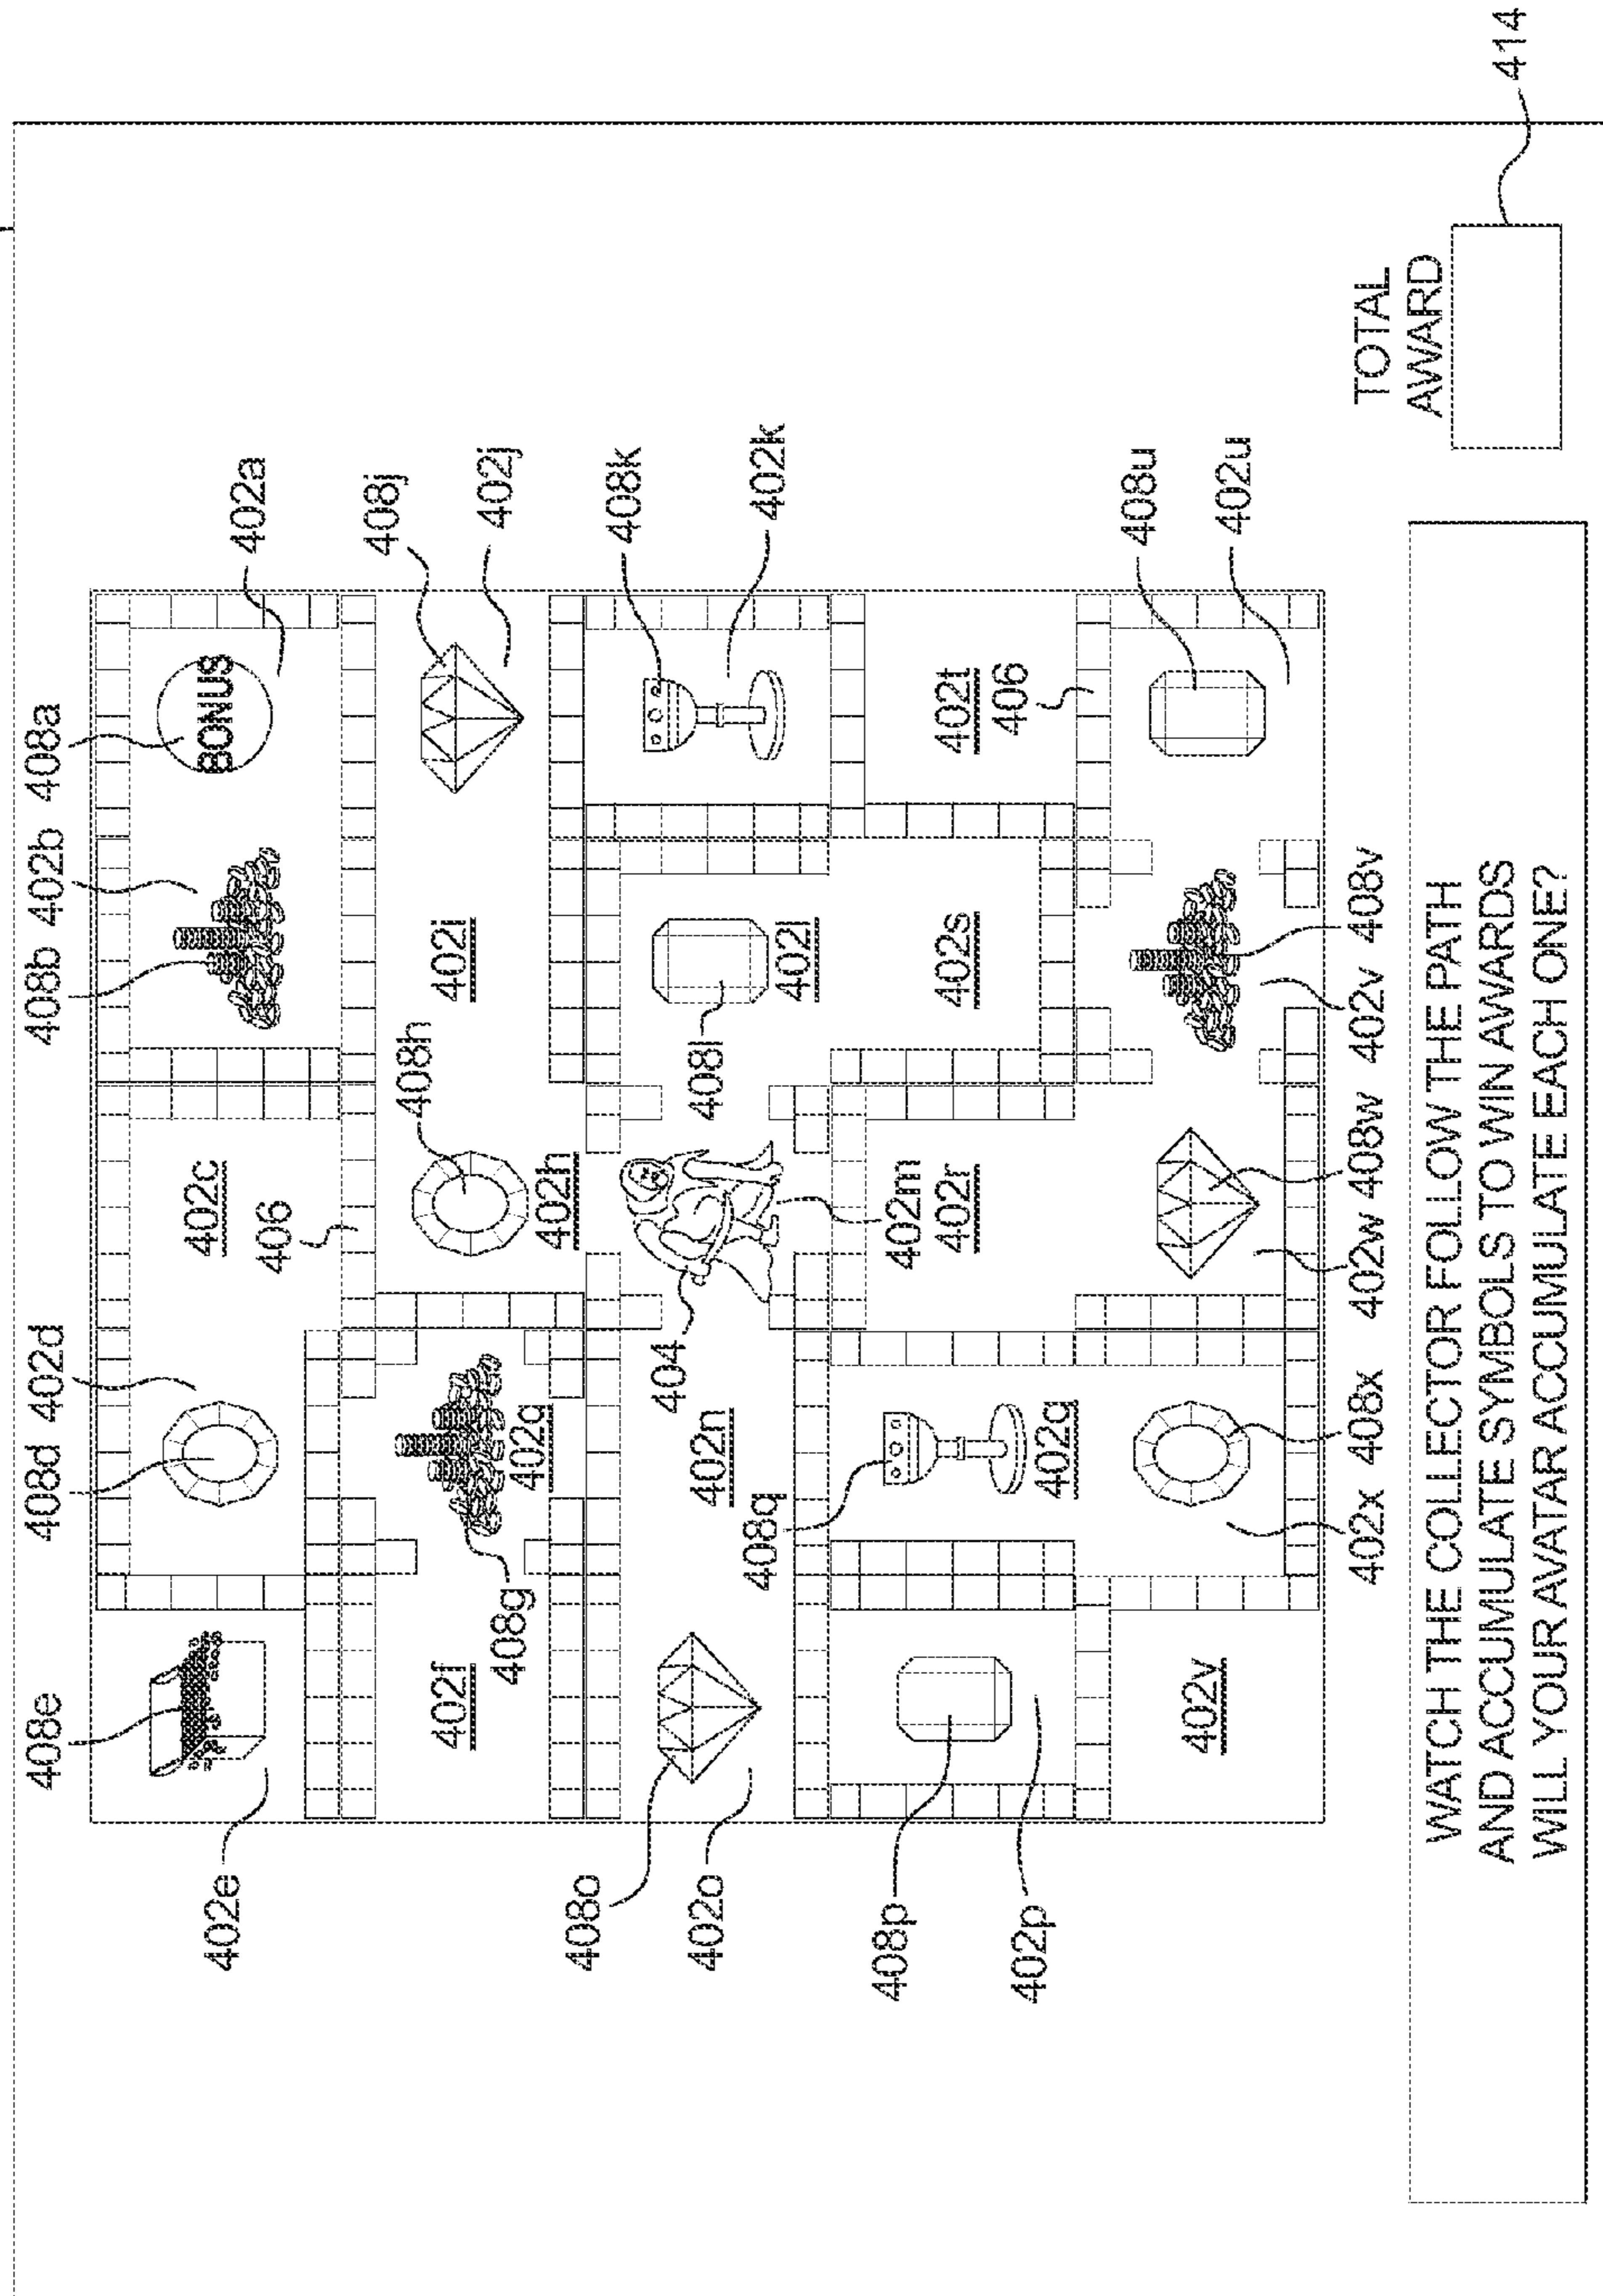 408e 408d 402d 408b 402b 408a
BONUS
402e 402c 402a
406
408j
408h
402f 402i
402j
408g 402g 402h
408o 408k
404 408l
402o 402n 402k
408q 402l
408p 402m
402r 402s 402t
406
402p 402q
408u
402y
402u
402x 408x 402w 408w 402v 408v
TOTAL
AWARD
WATCH THE COLLECTOR FOLLOW THE PATH
AND ACCUMULATE SYMBOLS TO WIN AWARDS
WILL YOUR AVATAR ACCUMULATE EACH ONE?
414